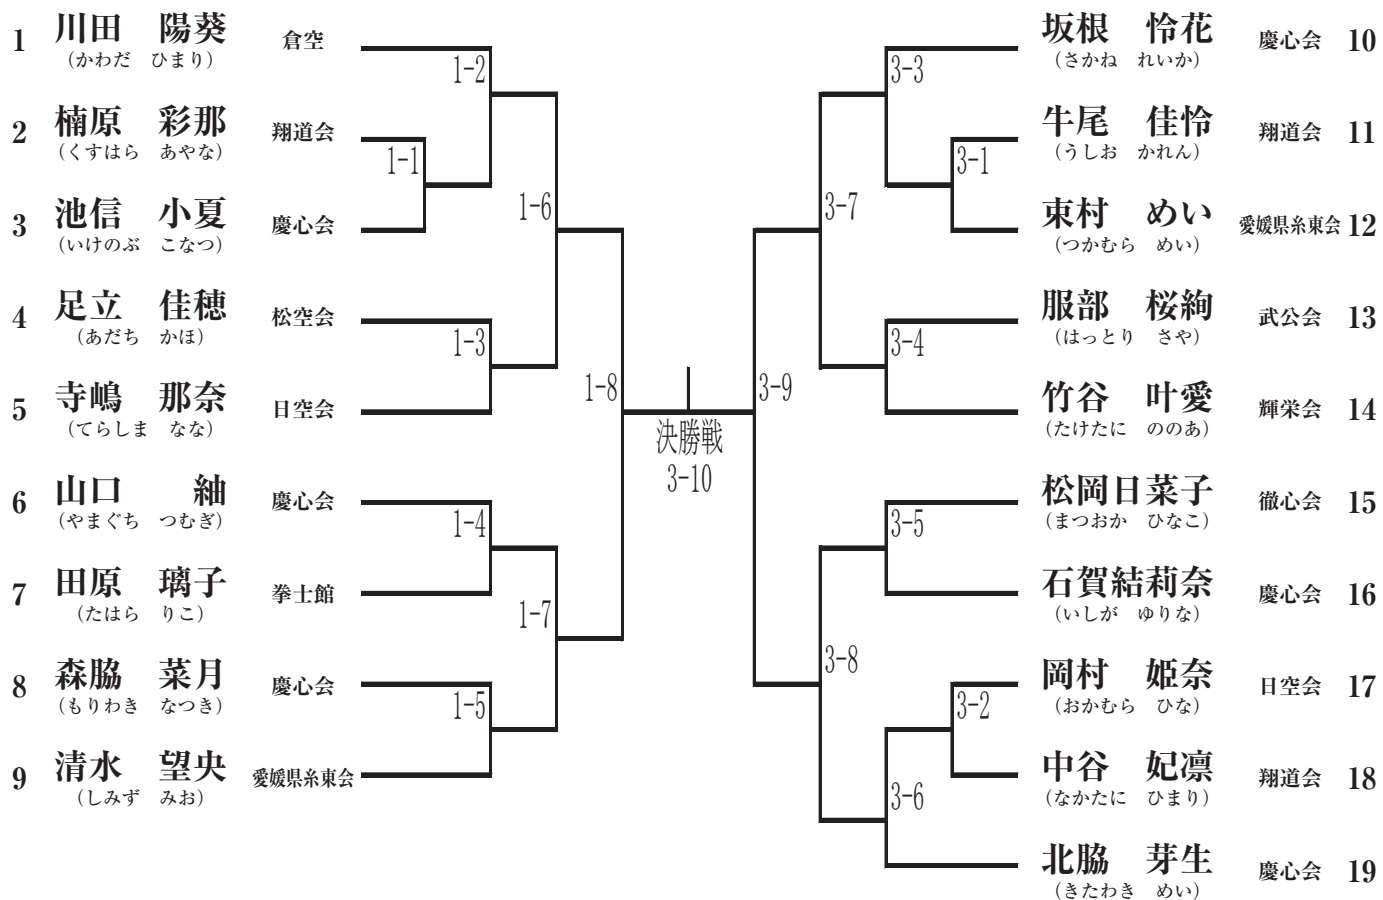 1 川田 陽葵 倉空
(かわだ ひまり)
1-2
2 楠原 彩那 翔道会
(くすはら あやな)
1-1
3 池信 小夏 慶心会
(いけのぶ こなつ)
1-6
4 足立 佳穂 松空会
(あだち かほ)
1-3
5 寺嶋 那奈 日空会
(てらしま なな)
1-8
6 山口 紬 慶心会
(やまぐち つむぎ)
1-4
7 田原 璃子 拳士館
(たはら りこ)
1-7
8 森脇 菜月 慶心会
(もりわき なつき)
1-5
9 清水 望央 愛媛県糸東会
(しみず みお)
決勝戦
3-10
坂根 怜花 慶心会 10
(さかね れいか)
3-3
牛尾 佳怜 翔道会 11
(うしお かれん)
3-1
束村 めい 愛媛県糸東会 12
(つかむら めい)
3-7
服部 桜絢 武公会 13
(はっとり さや)
3-4
竹谷 叶愛 輝栄会 14
(たけたに ののあ)
3-9
松岡日菜子 徹心会 15
(まつおか ひなこ)
3-5
石賀結莉奈 慶心会 16
(いしが ゆりな)
3-8
岡村 姫奈 日空会 17
(おかむら ひな)
3-2
中谷 妃凛 翔道会 18
(なかたに ひまり)
3-6
北脇 芽生 慶心会 19
(きたわき めい)